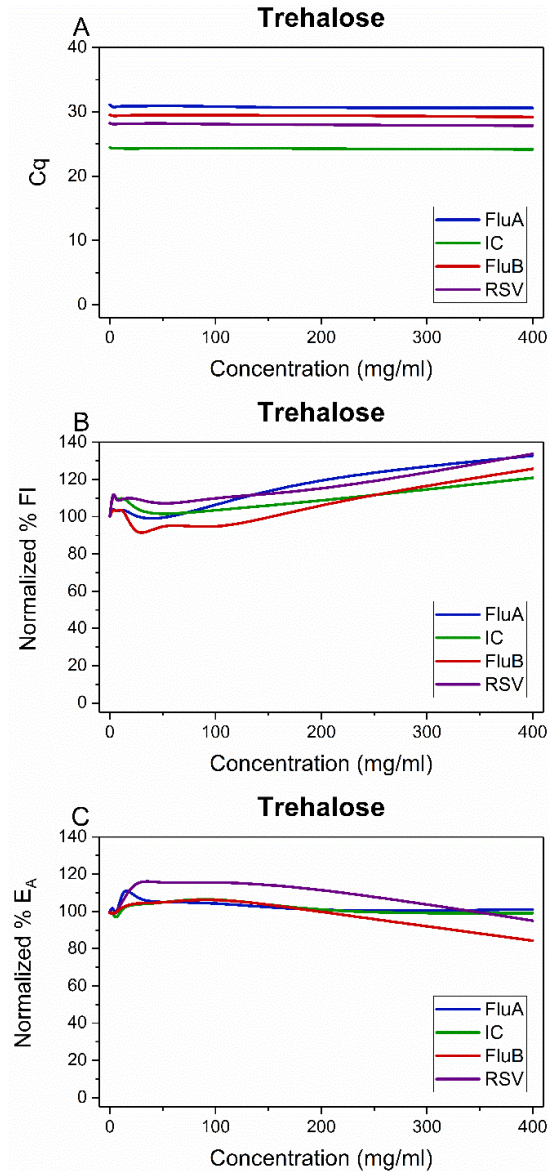 A
Trehalose
40
30
20
10
0
Cq
FluA
IC
FluB
RSV
0 100 200 300 400
Concentration (mg/ml)
B
Trehalose
140
120
100
80
60
40
20
0
Normalized % FI
FluA
IC
FluB
RSV
0 100 200 300 400
Concentration (mg/ml)
C
Trehalose
140
120
100
80
60
40
20
0
Normalized % EA
FluA
IC
FluB
RSV
0 100 200 300 400
Concentration (mg/ml)